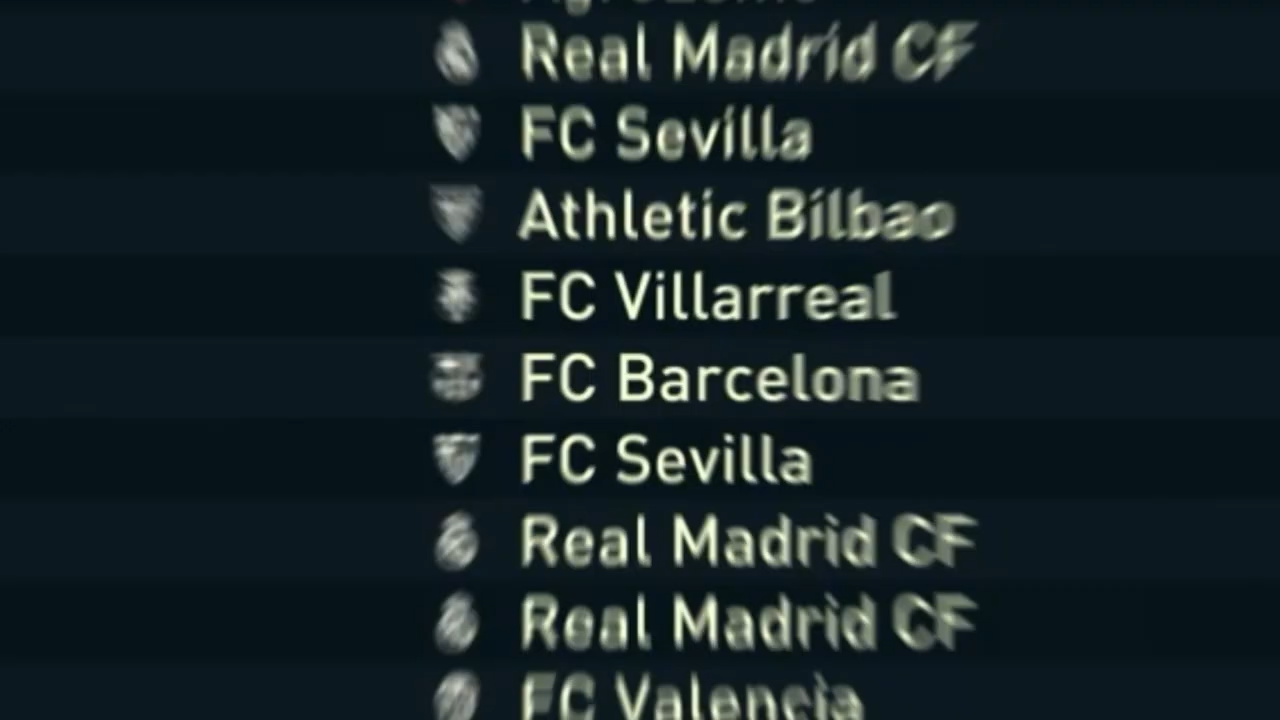 Real Madrid CF
FC Sevilla
Athletic Bilbao
FC Villarreal
FC Barcelona
FC Sevilla
Real Madrid CF
Real Madrid CF
FC Valencia